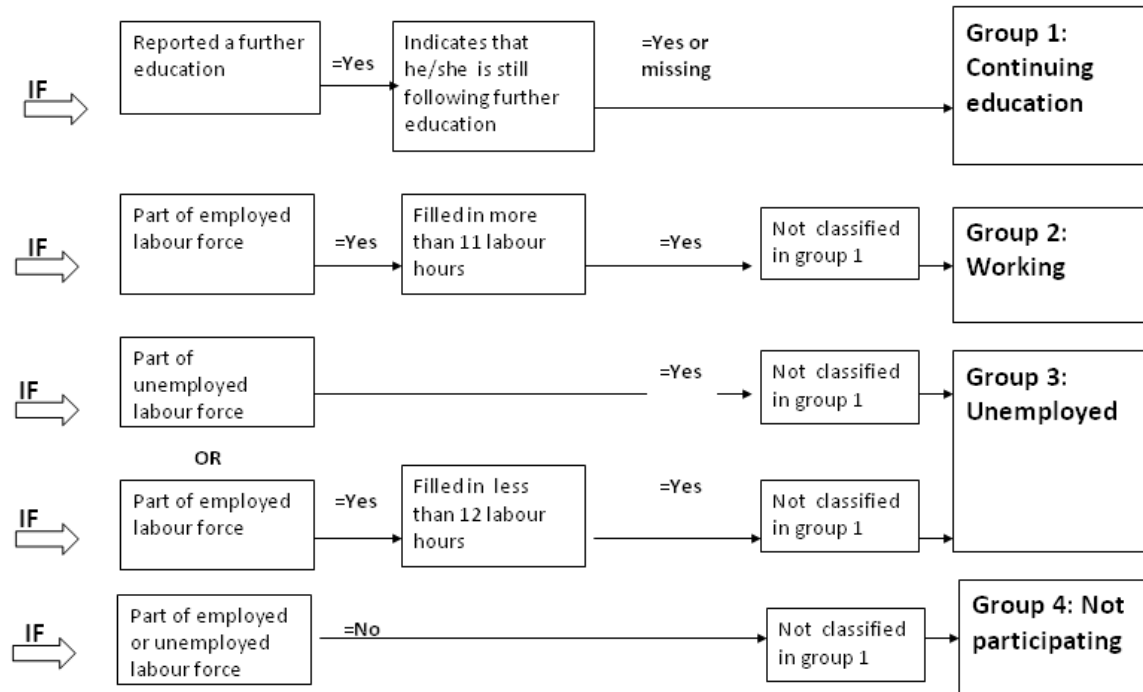 IF
Reported a further
education
=Yes
Indicates that
he/she is still
following further
education
=Yes or
missing
Group 1:
Continuing
education
IF
Part of employed
labour force
=Yes
Filled in more
than 11 labour
hours
=Yes
Not classified
in group 1
Group 2:
Working
IF
Part of
unemployed
labour force
=Yes
Not classified
in group 1
Group 3:
Unemployed
OR
IF
Part of employed
labour force
=Yes
Filled in less
than 12 labour
hours
=Yes
Not classified
in group 1
IF
Part of employed
or unemployed
labour force
=No
Not classified
in group 1
Group 4: Not
participating